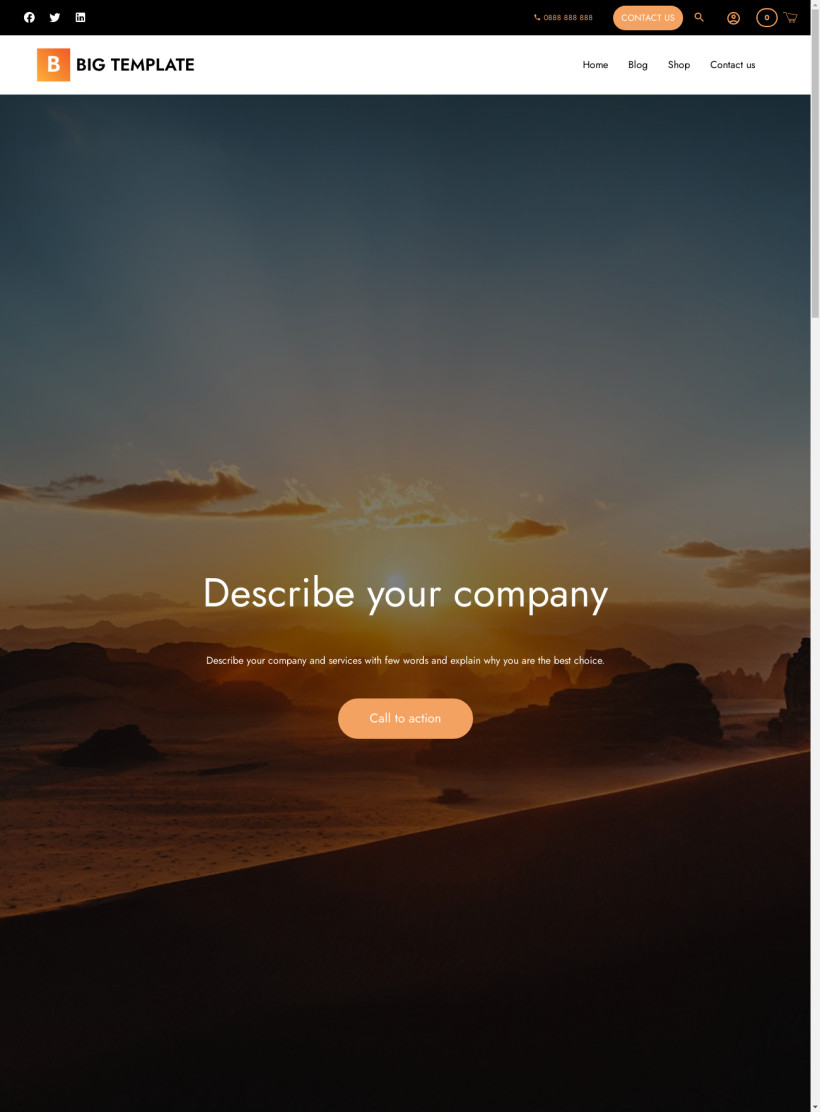 0888 888 888
CONTACT US
0
B BIG TEMPLATE
Home Blog Shop Contact us
Describe your company
Describe your company and services with few words and explain why you are the best choice.
Call to action